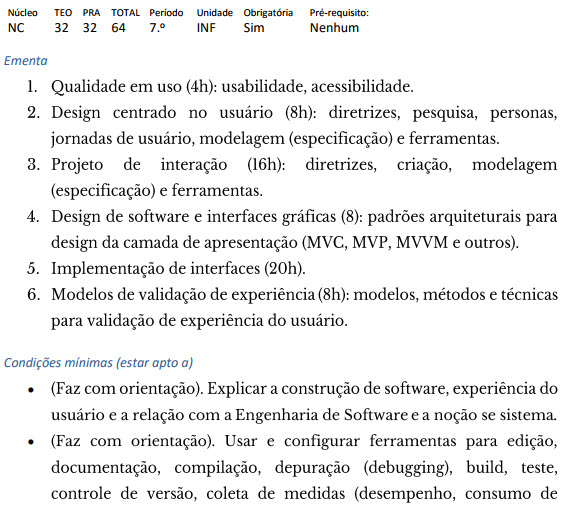 Núcleo TEO PRA TOTAL Período Unidade Obrigatória Pré-requisito:
NC 32 32 64 7.º INF Sim Nenhum
Ementa
1. Qualidade em uso (4h): usabilidade, acessibilidade.
2. Design centrado no usuário (8h): diretrizes, pesquisa, personas,
jornadas de usuário, modelagem (especificação) e ferramentas.
3. Projeto de interação (16h): diretrizes, criação, modelagem
(especificação) e ferramentas.
4. Design de software e interfaces gráficas (8): padrões arquiteturais para
design da camada de apresentação (MVC, MVP, MVVM e outros).
5. Implementação de interfaces (20h).
6. Modelos de validação de experiência (8h): modelos, métodos e técnicas
para validação de experiência do usuário.
Condições mínimas (estar apto a)
• (Faz com orientação). Explicar a construção de software, experiência do
usuário e a relação com a Engenharia de Software e a noção se sistema.
• (Faz com orientação). Usar e configurar ferramentas para edição,
documentação, compilação, depuração (debugging), build, teste,
controle de versão, coleta de medidas (desempenho, consumo de